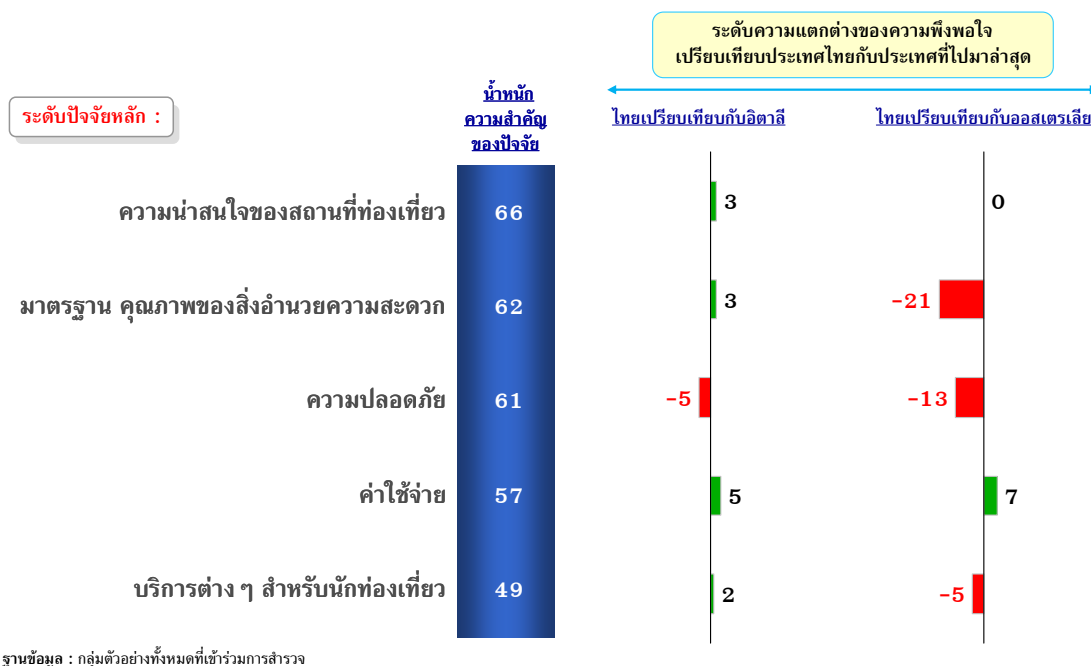 ระดับความแตกต่างของความพึงพอใจ
เปรียบเทียบประเทศไทยกับประเทศที่ไปมาล่าสุด
ระดับปัจจัยหลัก :
น้ำหนัก
ความสำคัญ
ของปัจจัย
ไทยเปรียบเทียบกับอิตาลี
ไทยเปรียบเทียบกับออสเตรเลีย
ความน่าสนใจของสถานที่ท่องเที่ยว 66 3 0
มาตรฐาน คุณภาพของสิ่งอำนวยความสะดวก 62 3 -21
ความปลอดภัย 61 -5 -13
ค่าใช้จ่าย 57 5 7
บริการต่าง ๆ สำหรับนักท่องเที่ยว 49 2 -5
ฐานข้อมูล : กลุ่มตัวอย่างทั้งหมดที่เข้าร่วมการสำรวจ